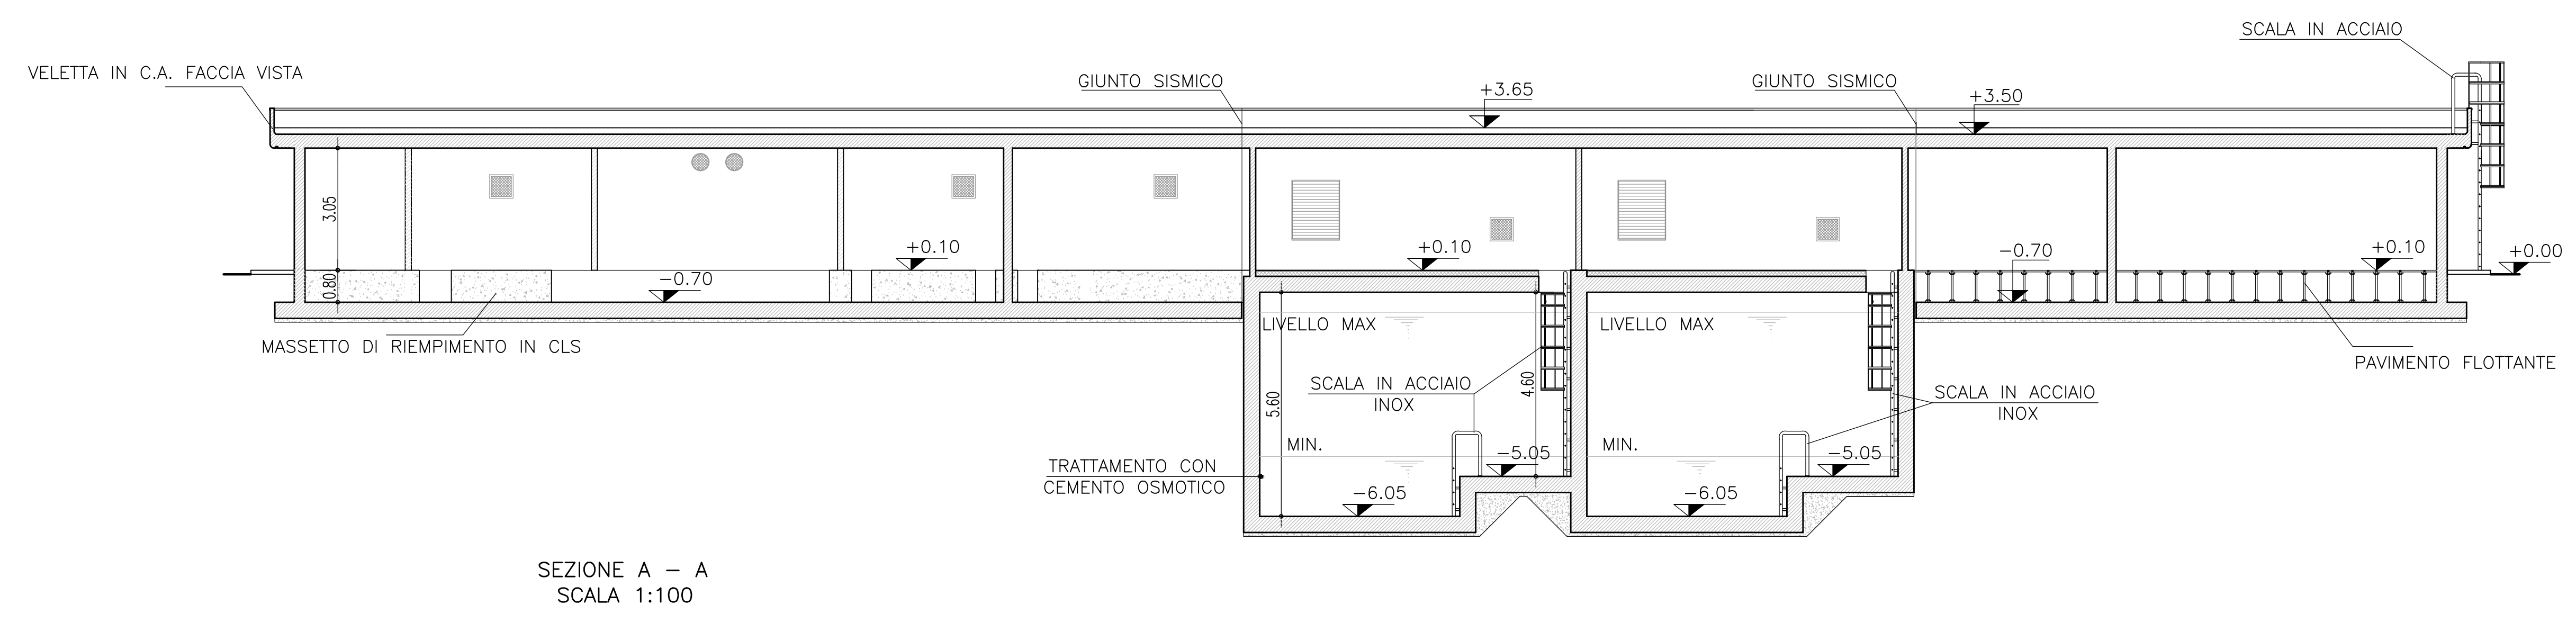 SCALA IN ACCIAIO
VELETTA IN C.A. FACCIA VISTA
GIUNTO SISMICO
GIUNTO SISMICO
+3.65
+3.50
3.05
0.80
+0.10
-0.70
+0.10
-0.70
+0.10
+0.00
MASSETTO DI RIEMPIMENTO IN CLS
LIVELLO MAX
LIVELLO MAX
PAVIMENTO FLOTTANTE
SCALA IN ACCIAIO
INOX
4.60
5.60
SCALA IN ACCIAIO
INOX
MIN.
MIN.
-5.05
-5.05
TRATTAMENTO CON
CEMENTO OSMOTICO
-6.05
-6.05
SEZIONE A - A
SCALA 1:100